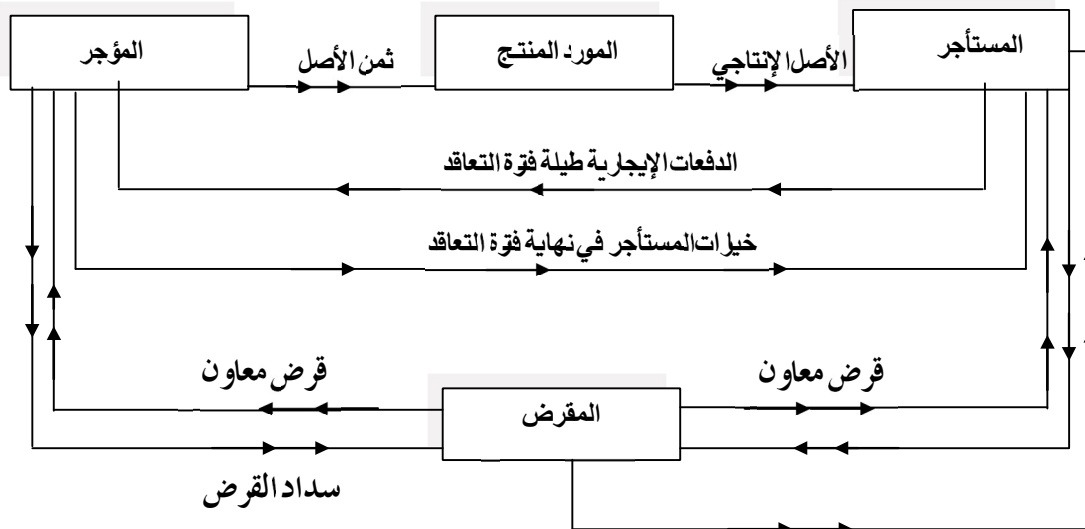 المستأجر
المورد المنتج
المؤجر
الأصل الإنتاجي
ثمن الأصل
الدفعات الإيجارية طيلة فترة التعاقد
خيارات المستأجر في نهاية فترة التعاقد
قرض معاون
قرض معاون
المقرض
سداد القرض